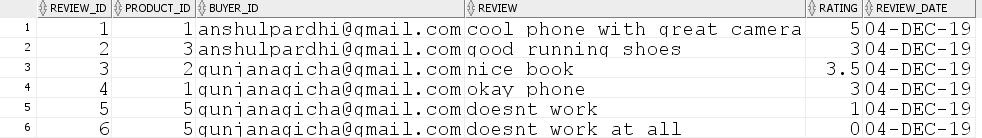 REVIEW_ID PRODUCT_ID BUYER_ID REVIEW RATING REVIEW_DATE
1 1 1 anshulpardhi@gmail.com cool phone with great camera 5 04-DEC-19
2 2 3 anshulpardhi@gmail.com good running shoes 3 04-DEC-19
3 3 2 gunjanagicha@gmail.com nice book 3.5 04-DEC-19
4 4 1 gunjanagicha@gmail.com okay phone 3 04-DEC-19
5 5 5 gunjanagicha@gmail.com doesnt work 1 04-DEC-19
6 6 5 gunjanagicha@gmail.com doesnt work at all 0 04-DEC-19